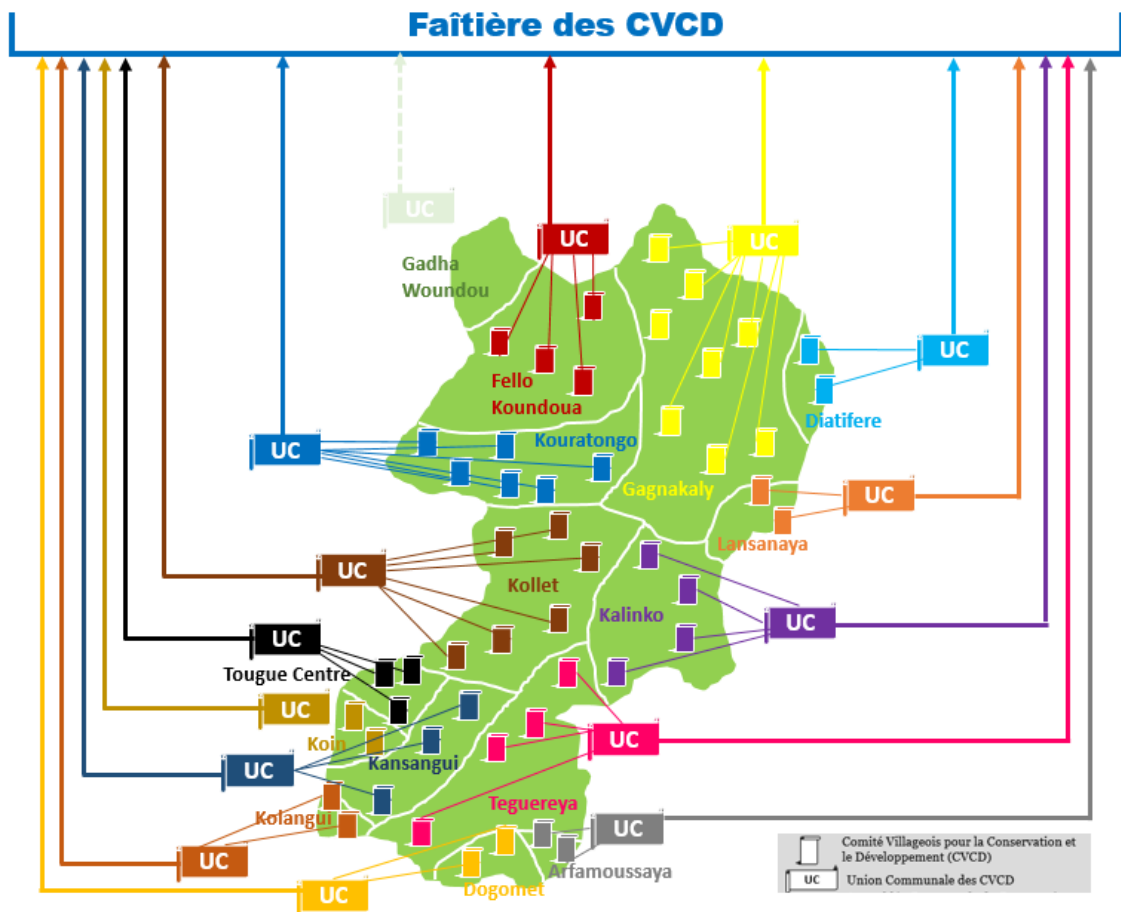 Faîtière des CVCD
UC
Gadha
Woundou
UC
UC
UC
Fello
Koundoua
Diatifere
UC
Kouratongo
Gagnakaly
UC
Lansanaya
UC
Kollet
Kalinko
UC
UC
Tougue Centre
UC
Koin
UC
Kansangui
UC
Teguereya
Kolangui
UC
UC
Arfamoussaya
UC
Dogomet
Comité Villageois pour la Conservation et
le Développement (CVCD)
UC
Union Communale des CVCD